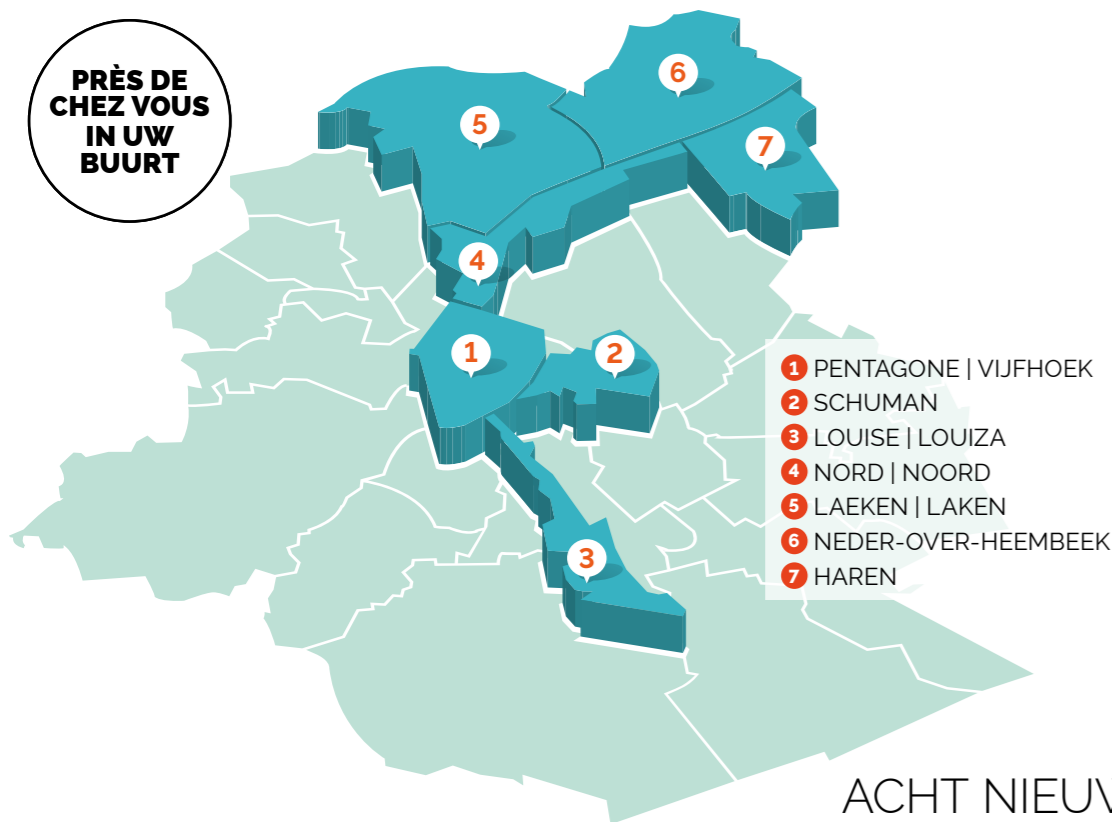 PRÈS DE
CHEZ VOUS
IN UW
BUURT
6
5
7
4
1
2
3
1 PENTAGONE | VIJFHOEK
2 SCHUMAN
3 LOUISE | LOUIZA
4 NORD | NOORD
5 LAEKEN | LAKEN
6 NEDER-OVER-HEEMBEEK
7 HAREN
ACHT